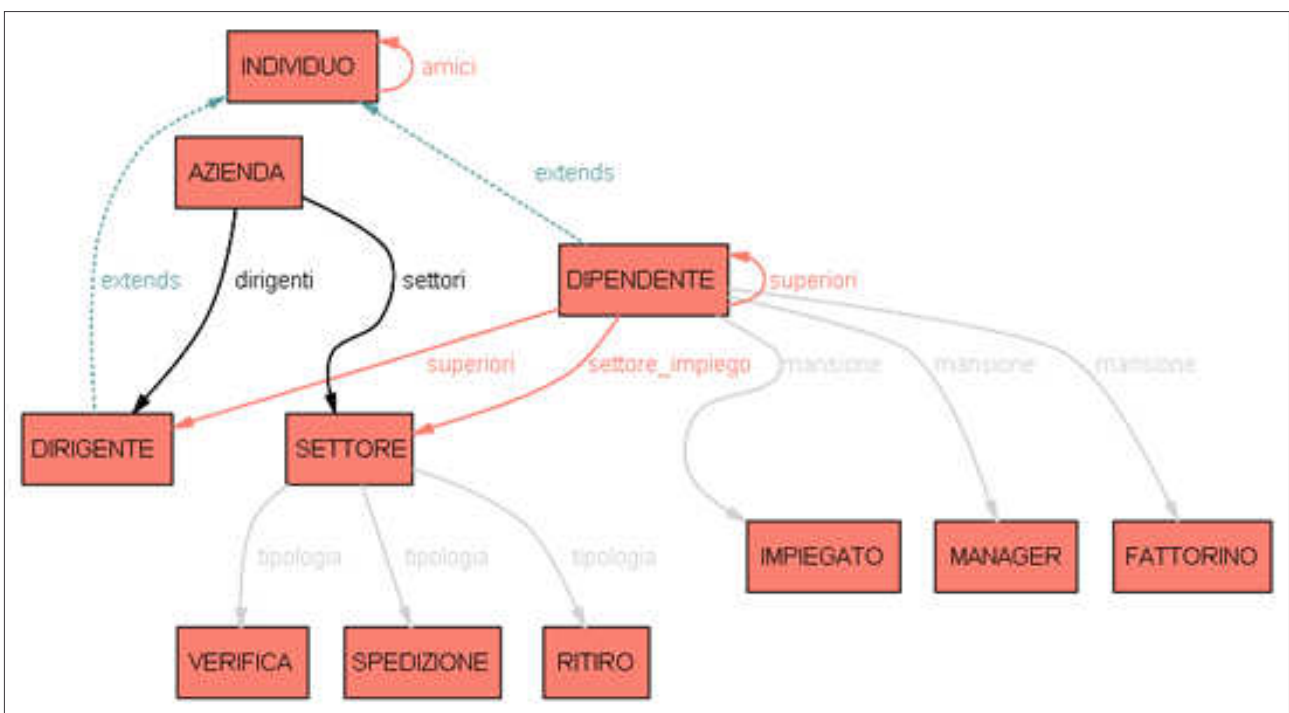 INDIVIDUO
amici
AZIENDA
extends
DIPENDENTE
superiori
extends
dirigenti
settori
superiori
settore_impiego
mansione
mansione
mansione
DIRIGENTE
SETTORE
tipologia
tipologia
tipologia
IMPIEGATO
MANAGER
FATTORINO
VERIFICA
SPEDIZIONE
RITIRO